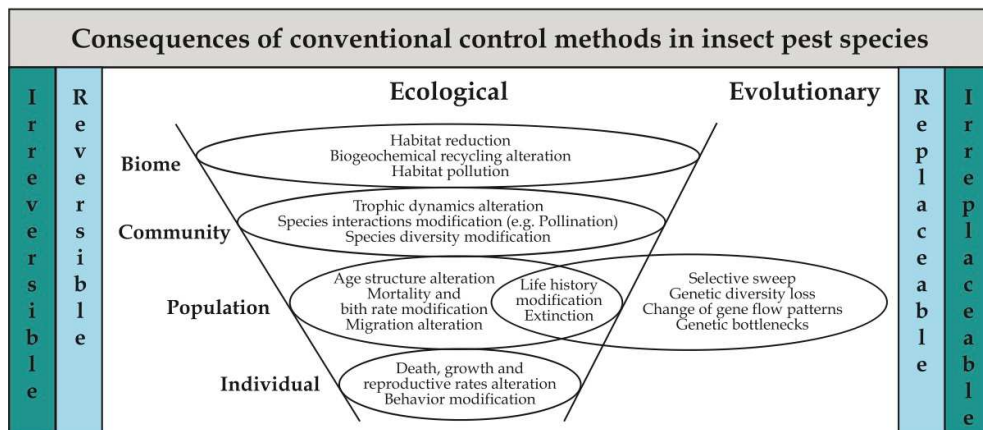 Consequences of conventional control methods in insect pest species
Irreversible
Reversible
Ecological
Evolutionary
Biome
Habitat reduction
Biogeochemical recycling alteration
Habitat pollution
Community
Trophic dynamics alteration
Species interactions modification (e.g. Pollination)
Species diversity modification
Population
Age structure alteration
Mortality and
bith rate modification
Migration alteration
Life history
modification
Extinction
Selective sweep
Genetic diversity loss
Change of gene flow patterns
Genetic bottlenecks
Individual
Death, growth and
reproductive rates alteration
Behavior modification
Replaceable
Irreplaceable